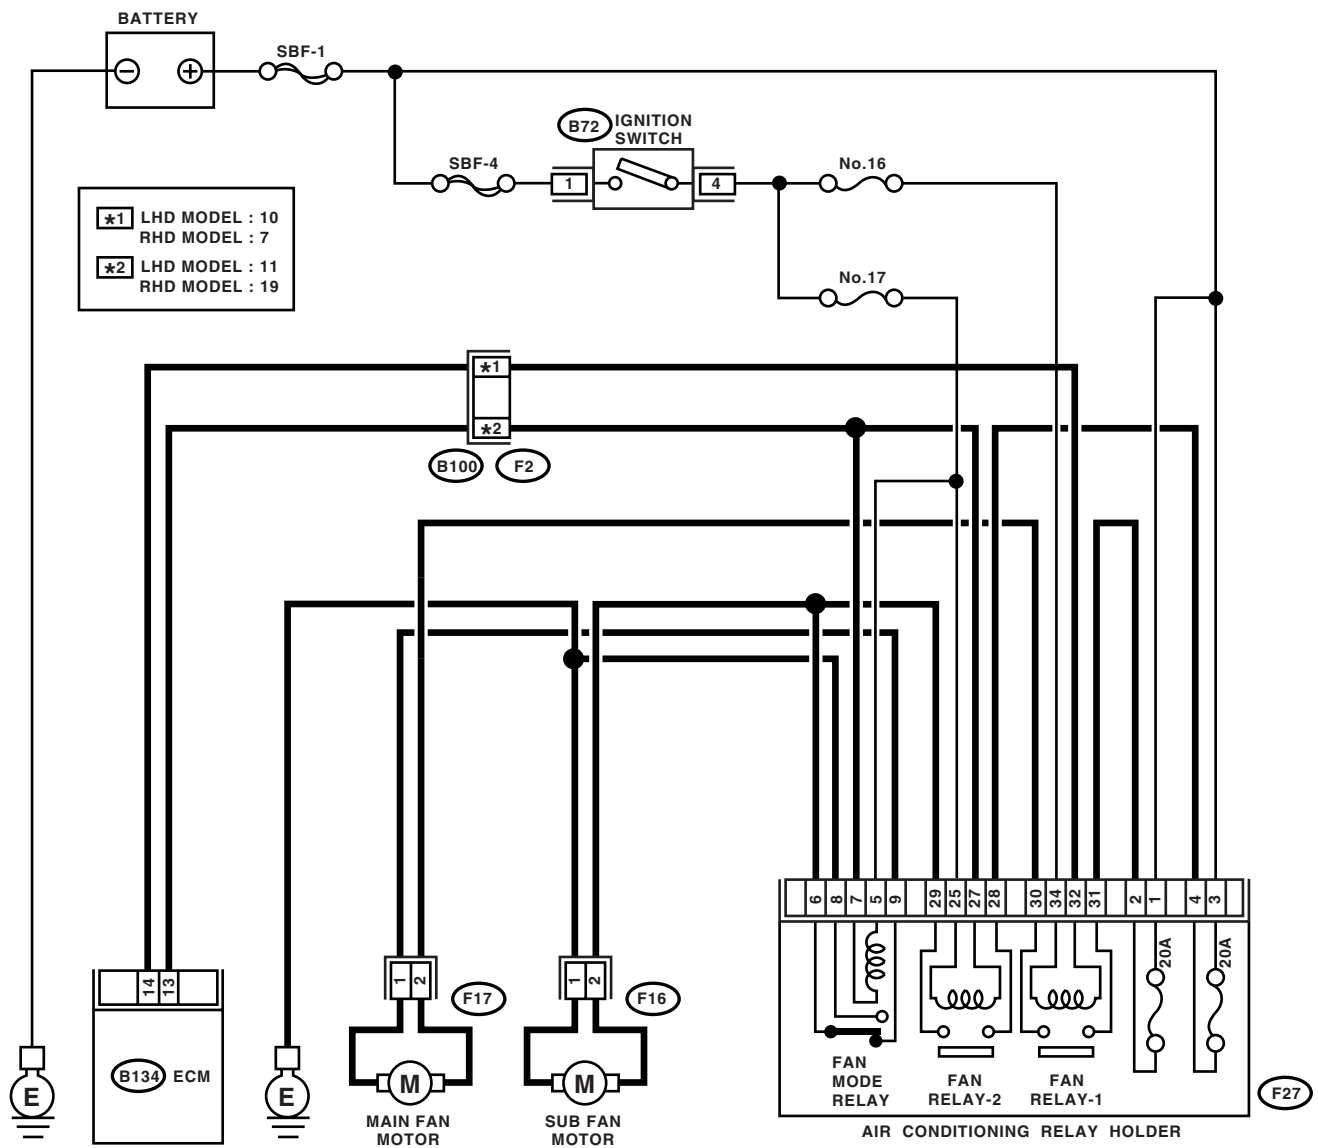 BATTERY
SBF-1
B72
IGNITION
SWITCH
SBF-4
1
4
No.16
*1 LHD MODEL : 10
RHD MODEL : 7
*2 LHD MODEL : 11
RHD MODEL : 19
No.17
*1
*2
B100
F2
6 8 7 5 9 29 25 27 28 30 34 32 31 2 1 4 3
20A
20A
14 13
1 2
F17
1 2
F16
B134 ECM
E
E
M
M
MAIN FAN
MOTOR
SUB FAN
MOTOR
FAN
MODE
RELAY
FAN
RELAY-2
FAN
RELAY-1
F27
AIR CONDITIONING RELAY HOLDER